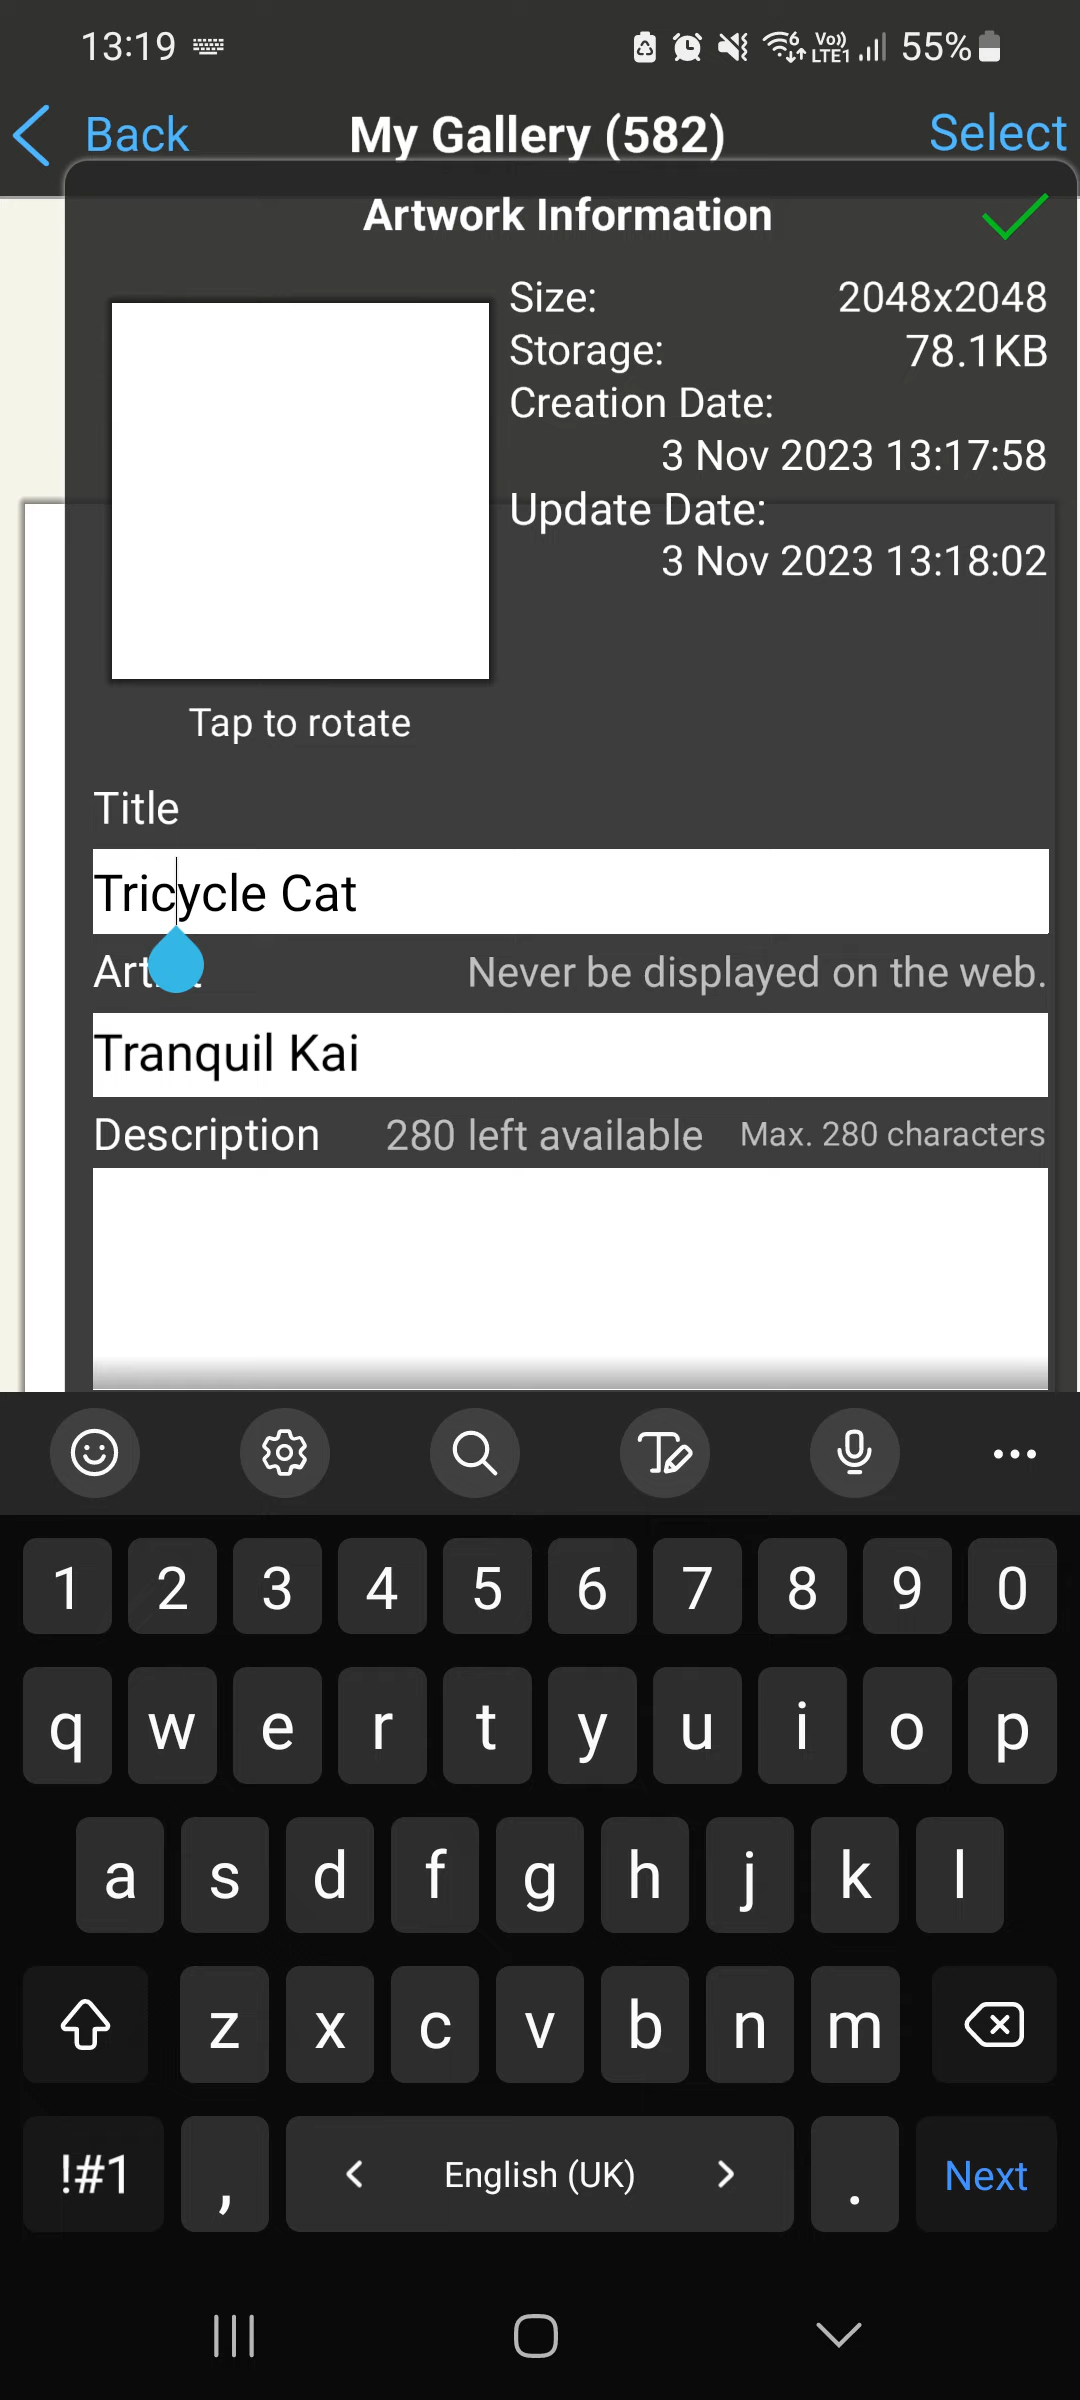 13:19 Vo)) LTE1 55%
Back My Gallery (582) Select
Artwork Information
Size: 2048x2048
Storage: 78.1KB
Creation Date:
3 Nov 2023 13:17:58
Update Date:
3 Nov 2023 13:18:02
Tap to rotate
Title
Tricycle Cat
Never be displayed on the web.
Tranquil Kai
Description 280 left available Max. 280 characters
1 2 3 4 5 6 7 8 9 0
q w e r t y u i o p
a s d f g h j k l
z x c v b n m
!#1 , < English (UK) > . Next